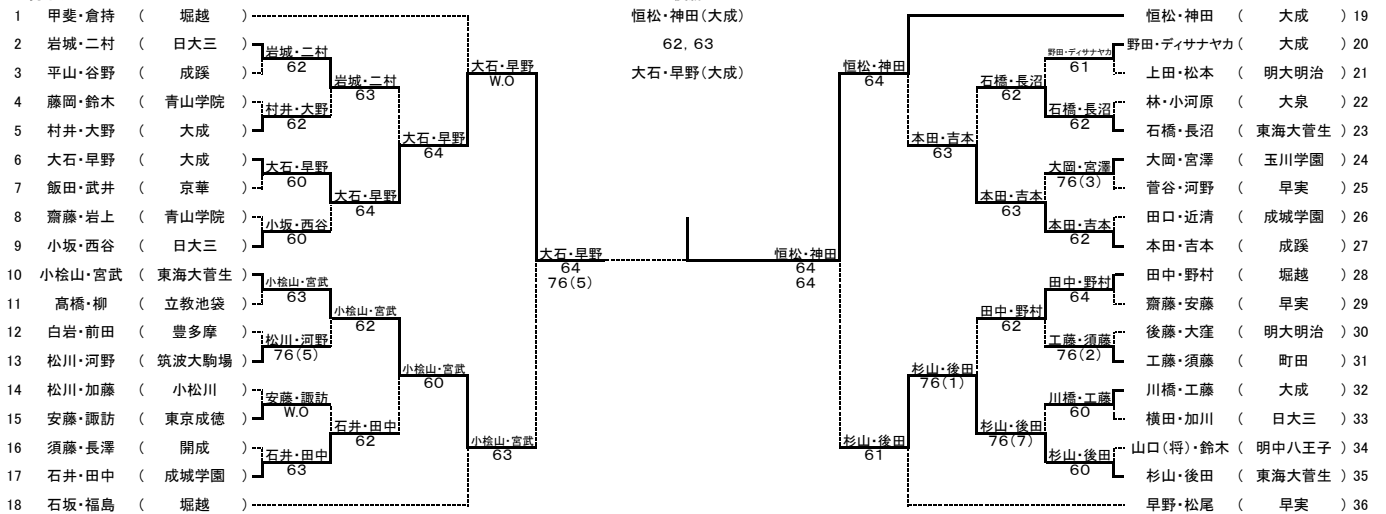 1 甲斐・倉持 ( 堀越 )
2 岩城・二村 ( 日大三 )
3 平山・谷野 ( 成蹊 )
4 藤岡・鈴木 ( 青山学院 )
5 村井・大野 ( 大成 )
6 大石・早野 ( 大成 )
7 飯田・武井 ( 京華 )
8 齋藤・岩上 ( 青山学院 )
9 小坂・西谷 ( 日大三 )
10 小桧山・宮武 ( 東海大菅生 )
11 髙橋・柳 ( 立教池袋 )
12 白岩・前田 ( 豊多摩 )
13 松川・河野 ( 筑波大駒場 )
14 松川・加藤 ( 小松川 )
15 安藤・諏訪 ( 東京成徳 )
16 須藤・長澤 ( 開成 )
17 石井・田中 ( 成城学園 )
18 石坂・福島 ( 堀越 )
岩城・二村
62
村井・大野
62
大石・早野
60
小坂・西谷
60
小桧山・宮武
63
松川・河野
76(5)
安藤・諏訪
W.O
石井・田中
63
岩城・二村
63
大石・早野
64
小桧山・宮武
62
石井・田中
62
大石・早野
64
小桧山・宮武
60
大石・早野
W.O
小桧山・宮武
63
大石・早野
64
76(5)
恒松・神田(大成)
62, 63
大石・早野(大成)
恒松・神田
64
64
恒松・神田
64
杉山・後田
61
本田・吉本
63
杉山・後田
76(1)
石橋・長沼
62
本田・吉本
63
田中・野村
62
杉山・後田
76(7)
野田・ディサナヤカ
61
石橋・長沼
62
大岡・宮澤
76(3)
本田・吉本
62
田中・野村
64
工藤・須藤
76(2)
川橋・工藤
60
杉山・後田
60
恒松・神田 ( 大成 ) 19
野田・ディサナヤカ ( 大成 ) 20
上田・松本 ( 明大明治 ) 21
林・小河原 ( 大泉 ) 22
石橋・長沼 ( 東海大菅生 ) 23
大岡・宮澤 ( 玉川学園 ) 24
菅谷・河野 ( 早実 ) 25
田口・近清 ( 成城学園 ) 26
本田・吉本 ( 成蹊 ) 27
田中・野村 ( 堀越 ) 28
齋藤・安藤 ( 早実 ) 29
後藤・大窪 ( 明大明治 ) 30
工藤・須藤 ( 町田 ) 31
川橋・工藤 ( 大成 ) 32
横田・加川 ( 日大三 ) 33
山口(将)・鈴木 ( 明中八王子 ) 34
杉山・後田 ( 東海大菅生 ) 35
早野・松尾 ( 早実 ) 36